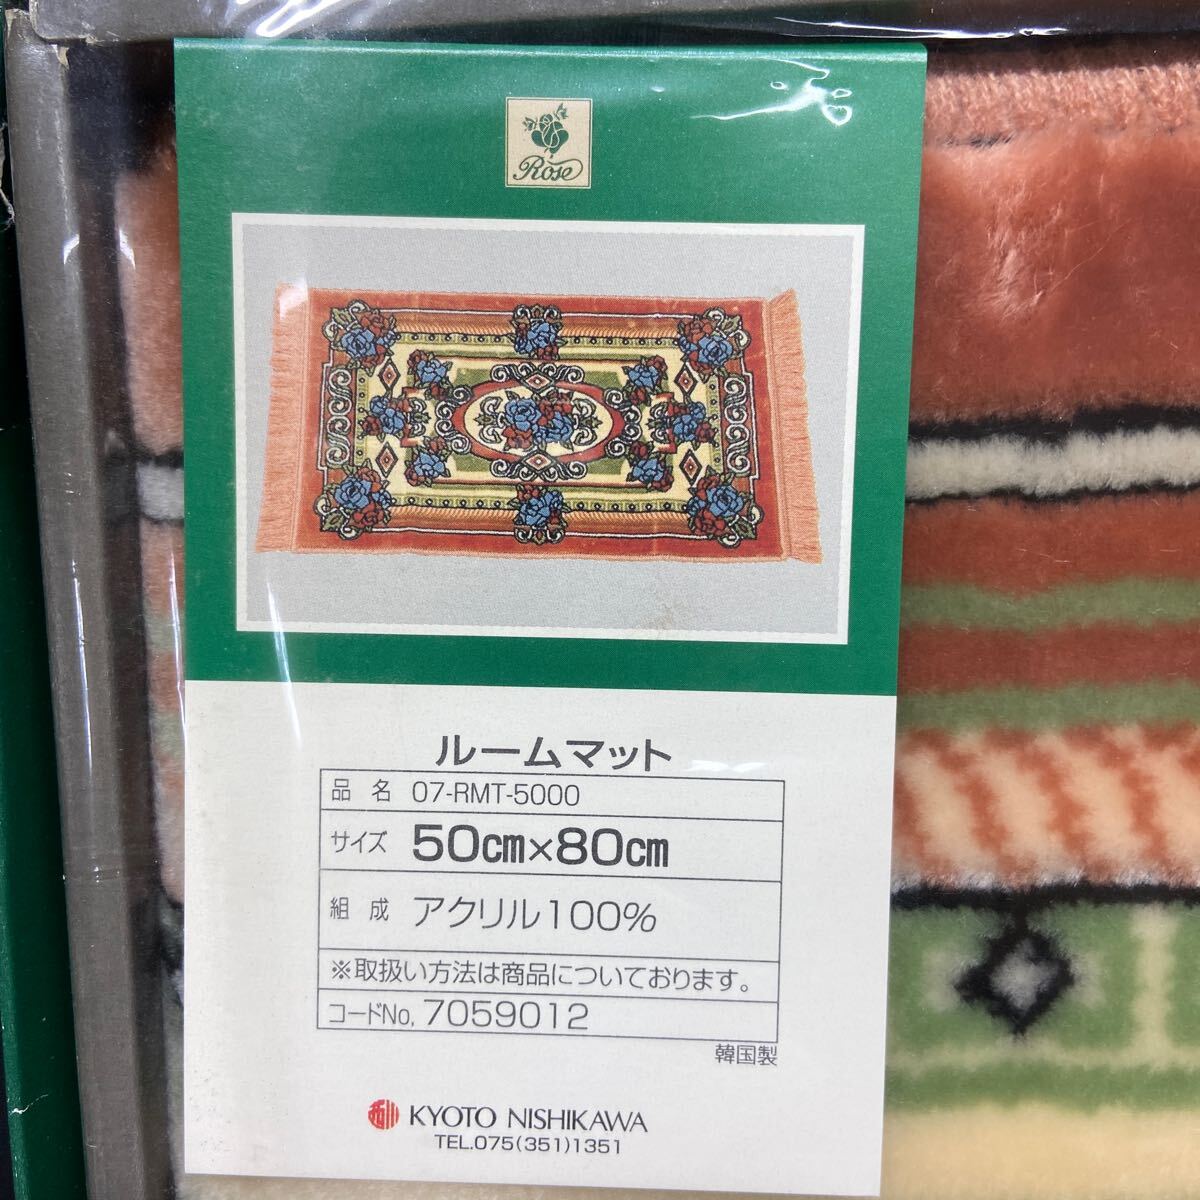 Rose
ルームマット
品名 07-RMT-5000
サイズ 50cm×80cm
組成 アクリル100%
※取扱い方法は商品についております。
コードNo, 7059012
韓国製
西川 KYOTO NISHIKAWA
TEL.075(351)1351